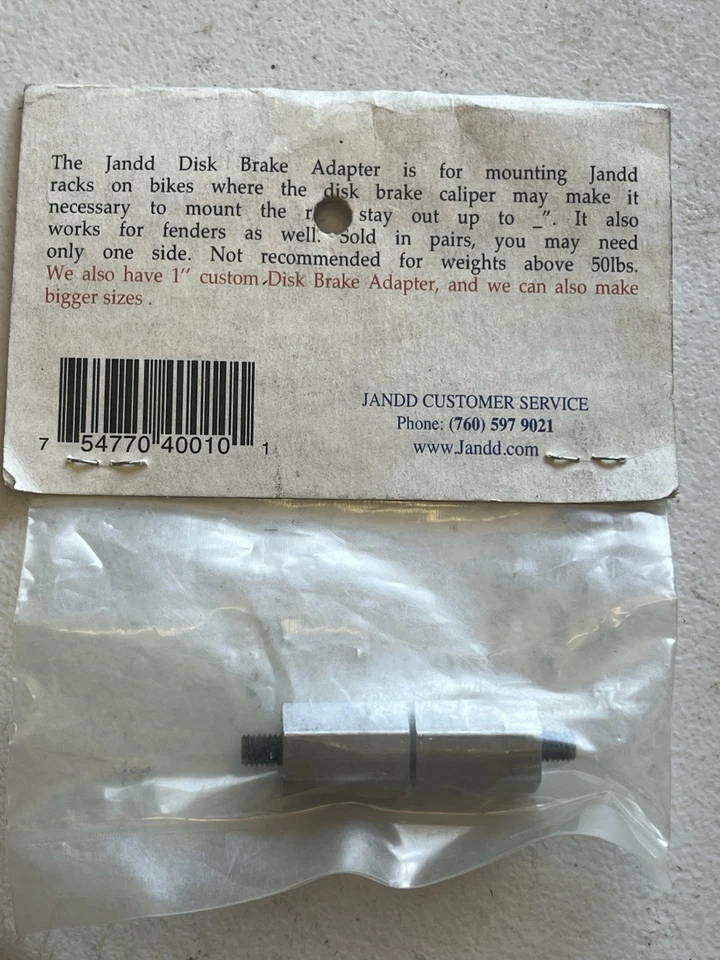 The Jandd Disk Brake Adapter is for mounting Jandd
racks on bikes where the disk brake caliper may make it
necessary to mount the r stay out up to _”. It also
works for fenders as well. Sold in pairs, you may need
only one side. Not recommended for weights above 50lbs.
We also have 1” custom Disk Brake Adapter, and we can also make
bigger sizes .
JANDD CUSTOMER SERVICE
Phone: (760) 597 9021
www.Jandd.com
7 54770 40010 1